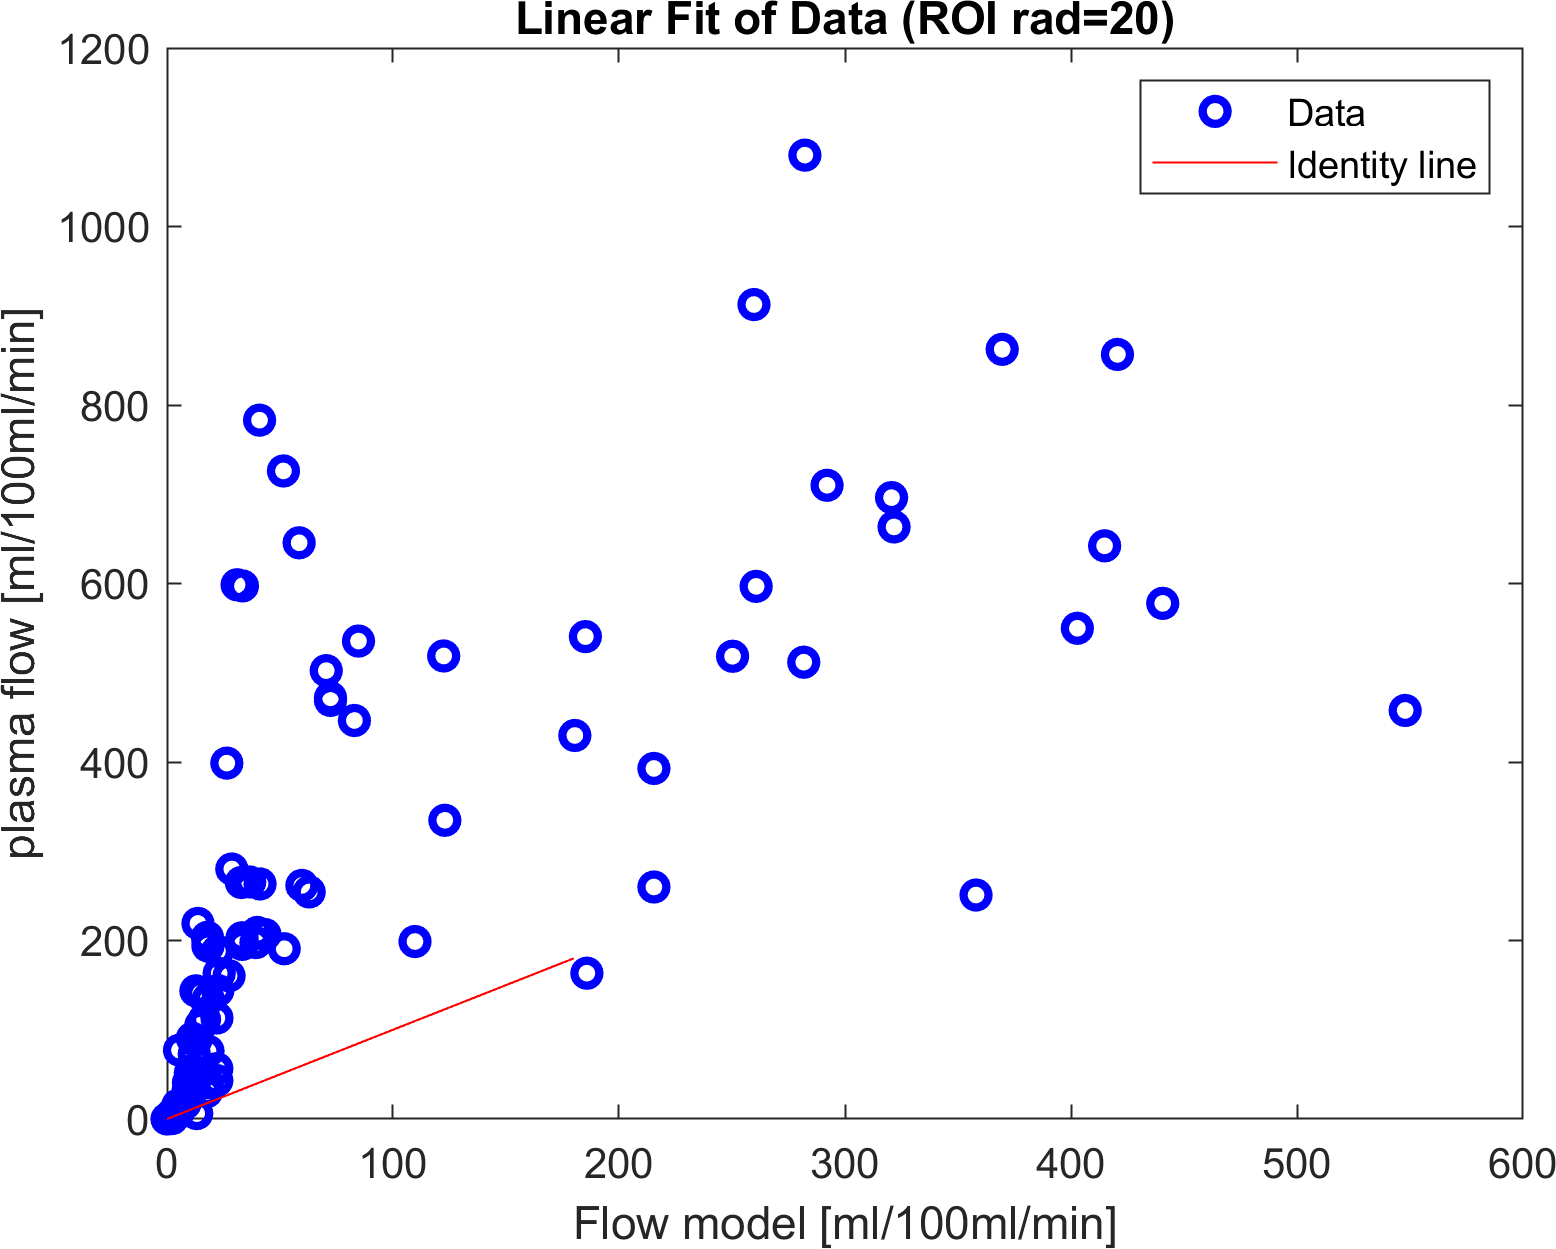 Linear Fit of Data (ROI rad=20)
1200
1000
800
600
400
200
0
plasma flow [ml/100ml/min]
Data
Identity line
0 100 200 300 400 500 600
Flow model [ml/100ml/min]